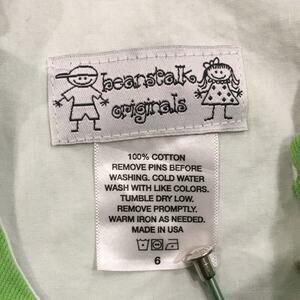 beanstalk
originals
100% COTTON
REMOVE PINS BEFORE
WASHING. COLD WATER
WASH WITH LIKE COLORS.
TUMBLE DRY LOW.
REMOVE PROMPTLY.
WARM IRON AS NEEDED.
MADE IN USA
6